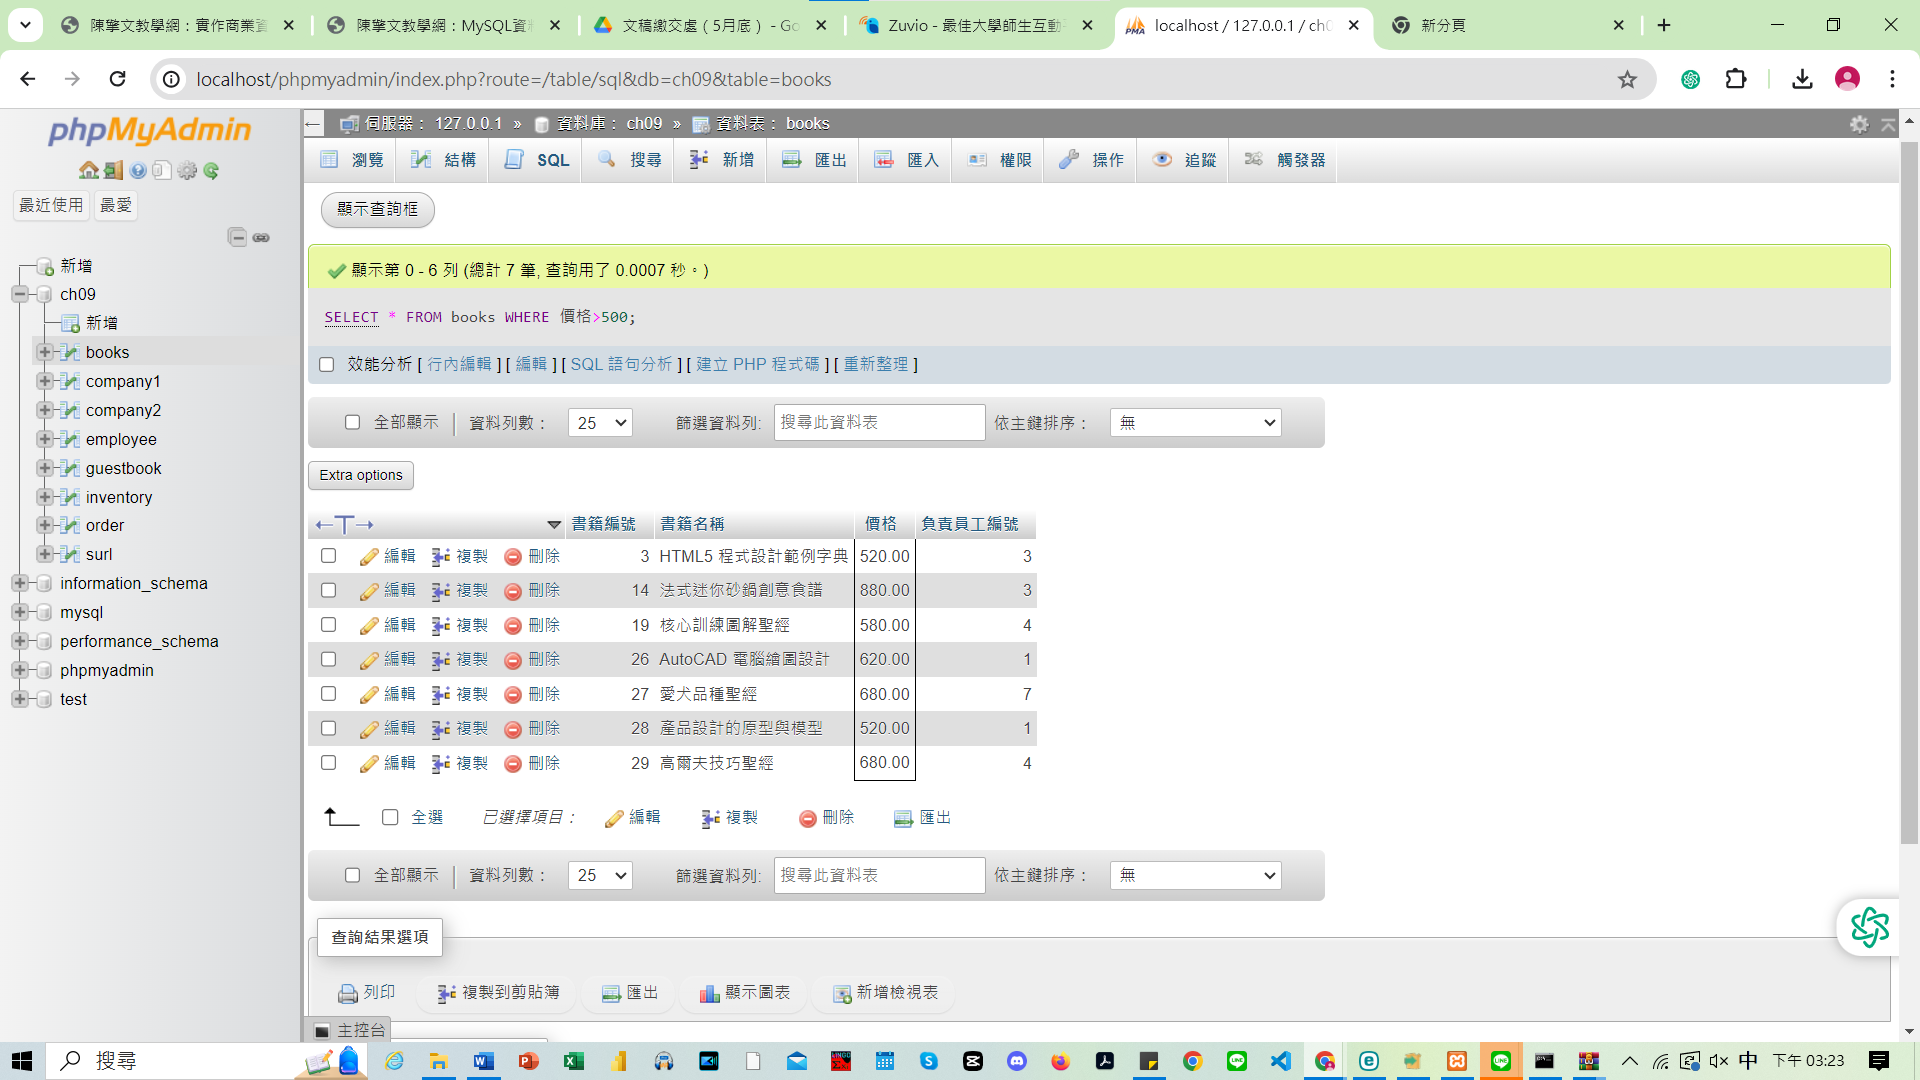 陳擎文教學網：實作商業資
陳擎文教學網：MySQL資料
文稿繳交處（5月底） - Go
Zuvio - 最佳大學師生互動
localhost / 127.0.0.1 / ch0
新分頁
localhost/phpmyadmin/index.php?route=/table/sql&db=ch09&table=books
phpMyAdmin
最近使用 最愛
新增
ch09
新增
books
company1
company2
employee
guestbook
inventory
order
surl
information_schema
mysql
performance_schema
phpmyadmin
test
伺服器： 127.0.0.1 » 資料庫： ch09 » 資料表： books
瀏覽 結構 SQL 搜尋 新增 匯出 匯入 權限 操作 追蹤 觸發器
顯示查詢框
顯示第 0 - 6 列 (總計 7 筆, 查詢用了 0.0007 秒。)
SELECT * FROM books WHERE 價格>500;
效能分析 [ 行內編輯 ] [ 編輯 ] [ SQL 語句分析 ] [ 建立 PHP 程式碼 ] [ 重新整理 ]
全部顯示 資料列數： 25 篩選資料列: 搜尋此資料表 依主鍵排序： 無
Extra options
書籍編號 書籍名稱 價格 負責員工編號
編輯 複製 刪除 3 HTML5 程式設計範例字典 520.00 3
編輯 複製 刪除 14 法式迷你砂鍋創意食譜 880.00 3
編輯 複製 刪除 19 核心訓練圖解聖經 580.00 4
編輯 複製 刪除 26 AutoCAD 電腦繪圖設計 620.00 1
編輯 複製 刪除 27 愛犬品種聖經 680.00 7
編輯 複製 刪除 28 產品設計的原型與模型 520.00 1
編輯 複製 刪除 29 高爾夫技巧聖經 680.00 4
全選 已選擇項目： 編輯 複製 刪除 匯出
全部顯示 資料列數： 25 篩選資料列: 搜尋此資料表 依主鍵排序： 無
查詢結果選項
列印 複製到剪貼簿 匯出 顯示圖表 新增檢視表
主控台
搜尋
中
下午 03:23